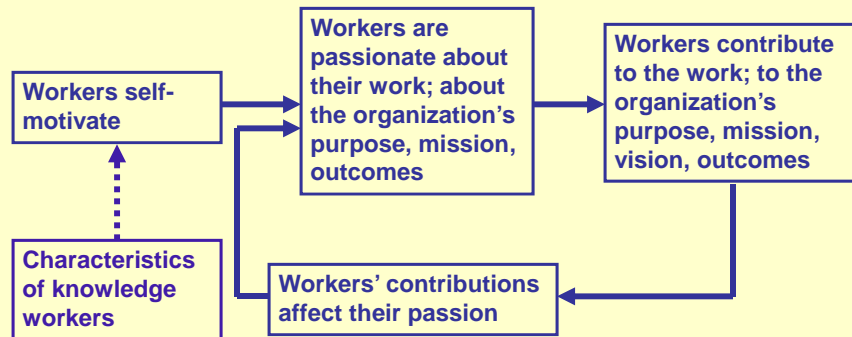 Workers self-
motivate
Workers are
passionate about
their work; about
the organization's
purpose, mission,
outcomes
Workers contribute
to the work; to the
organization's
purpose, mission,
vision, outcomes
Characteristics
of knowledge
workers
Workers' contributions
affect their passion